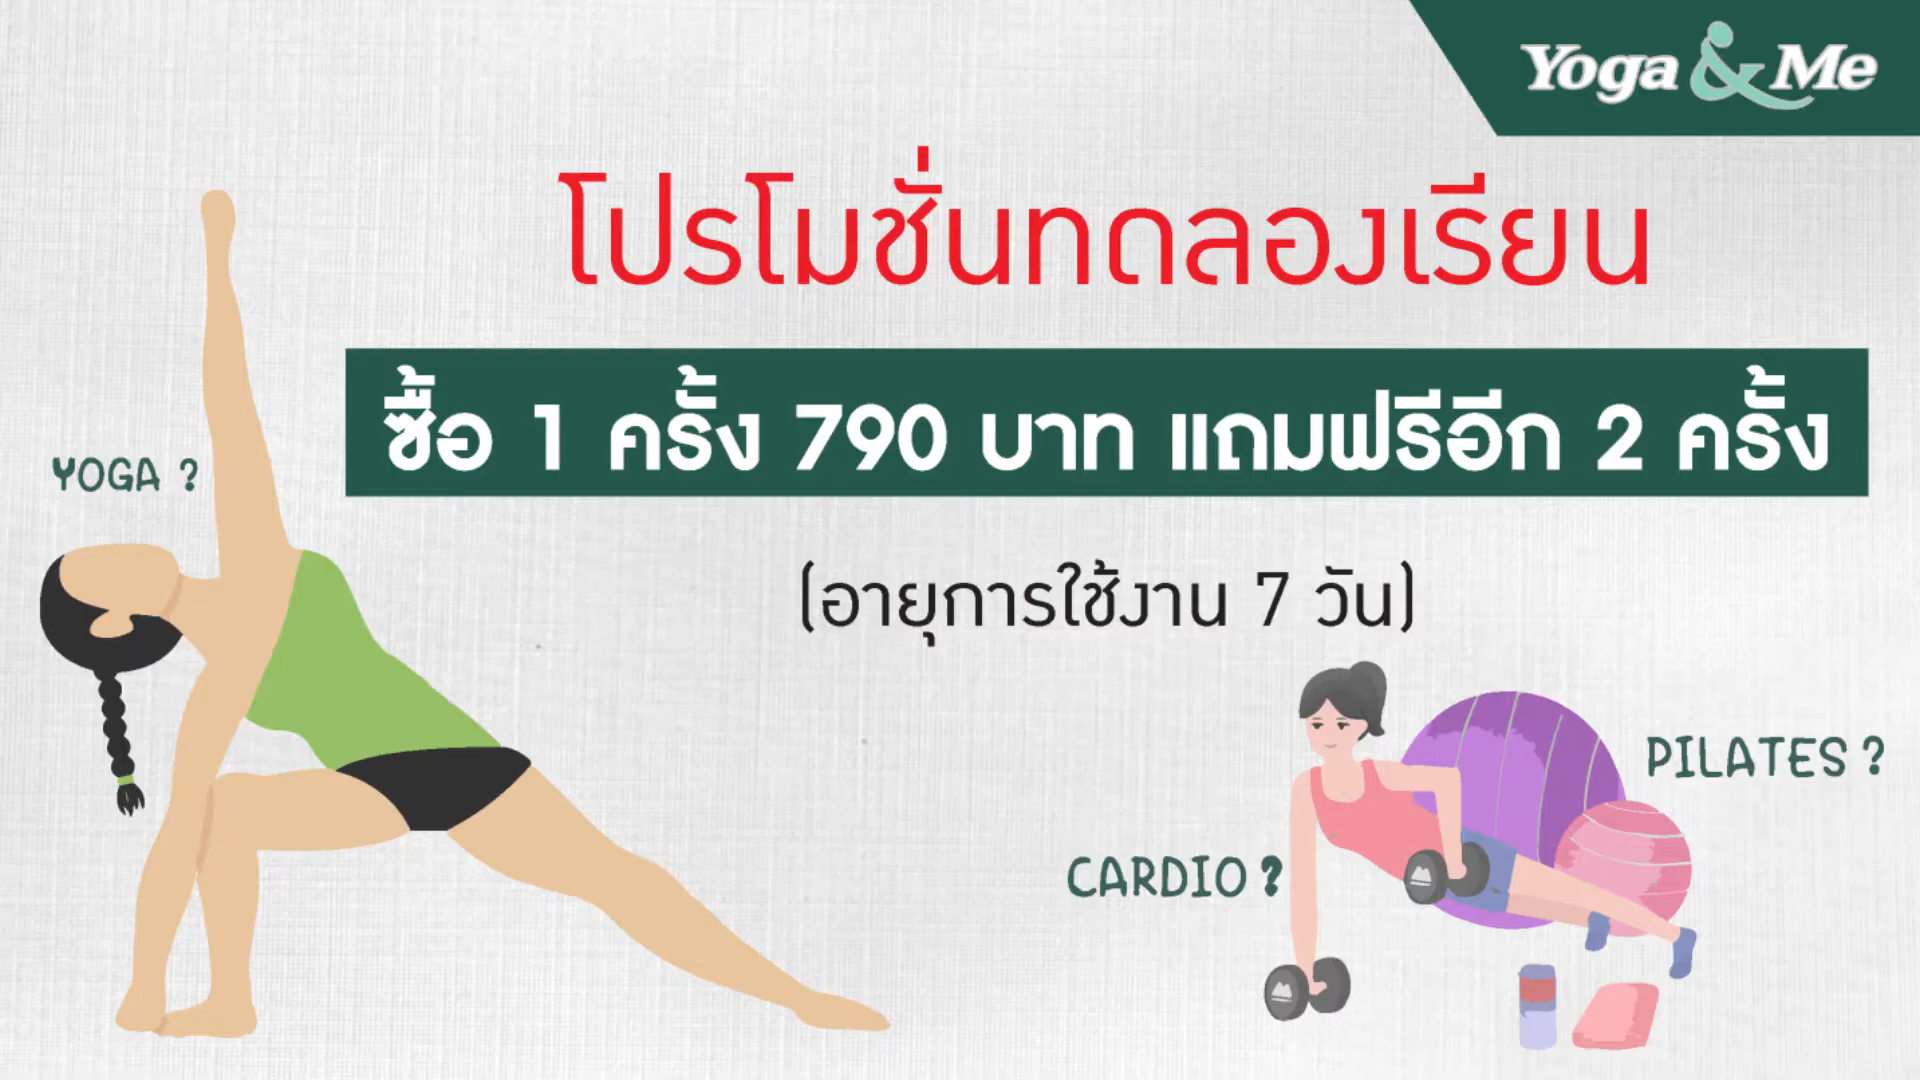 Yoga & Me
โปรโมชั่นทดลองเรียน
ซื้อ 1 ครั้ง 790 บาท แถมฟรีอีก 2 ครั้ง
YOGA ?
(อายุการใช้งาน 7 วัน)
PILATES ?
CARDIO ?